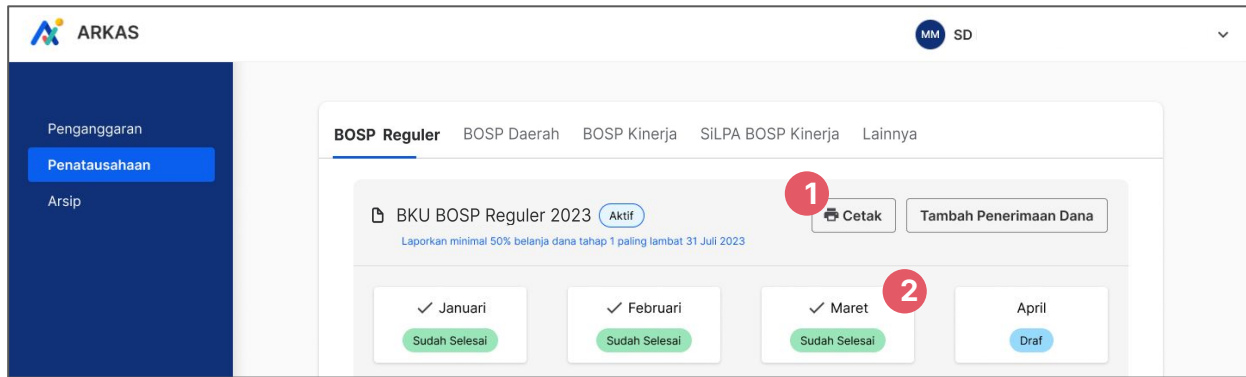 ARKAS
MM SD
Penganggaran
Penatausahaan
Arsip
BOSP Reguler BOSP Daerah BOSP Kinerja SiLPA BOSP Kinerja Lainnya
1
BKU BOSP Reguler 2023 Aktif Cetak Tambah Penerimaan Dana
Laporkan minimal 50% belanja dana tahap 1 paling lambat 31 Juli 2023
2
Januari Februari Maret April
Sudah Selesai Sudah Selesai Sudah Selesai Draf